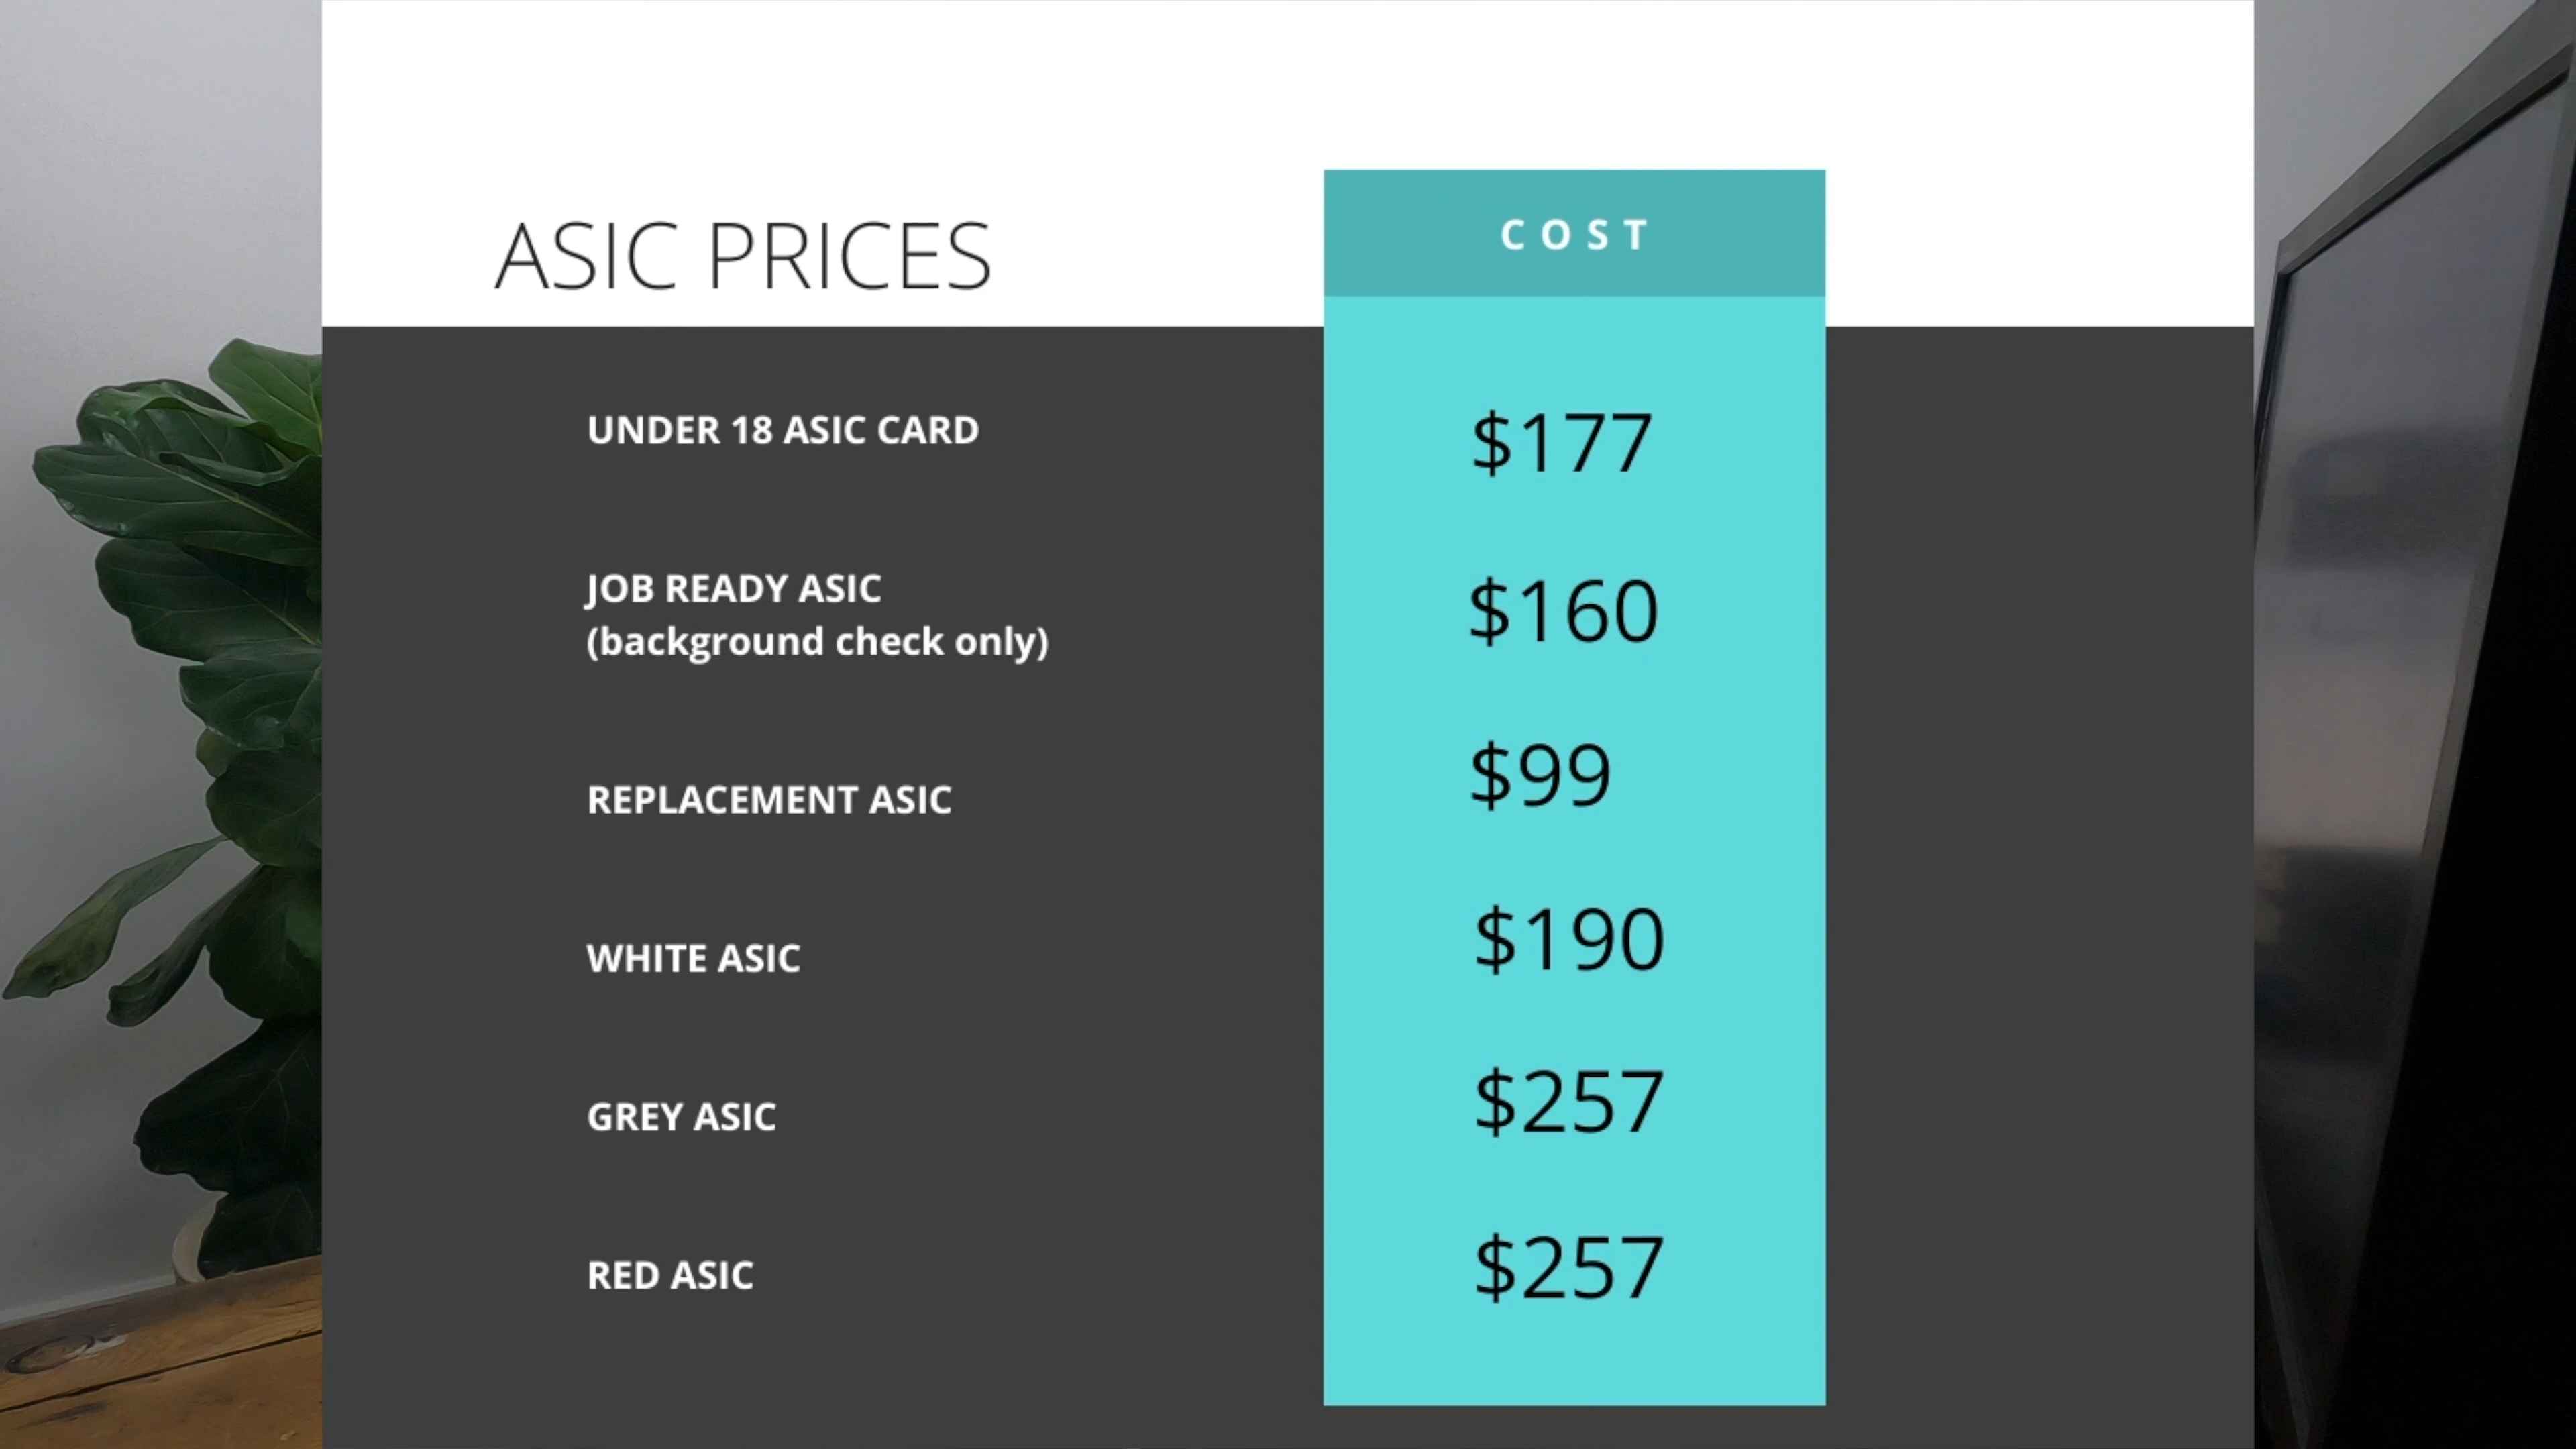 ASIC PRICES
COST
UNDER 18 ASIC CARD
$177
JOB READY ASIC
(background check only)
$160
REPLACEMENT ASIC
$99
WHITE ASIC
$190
GREY ASIC
$257
RED ASIC
$257